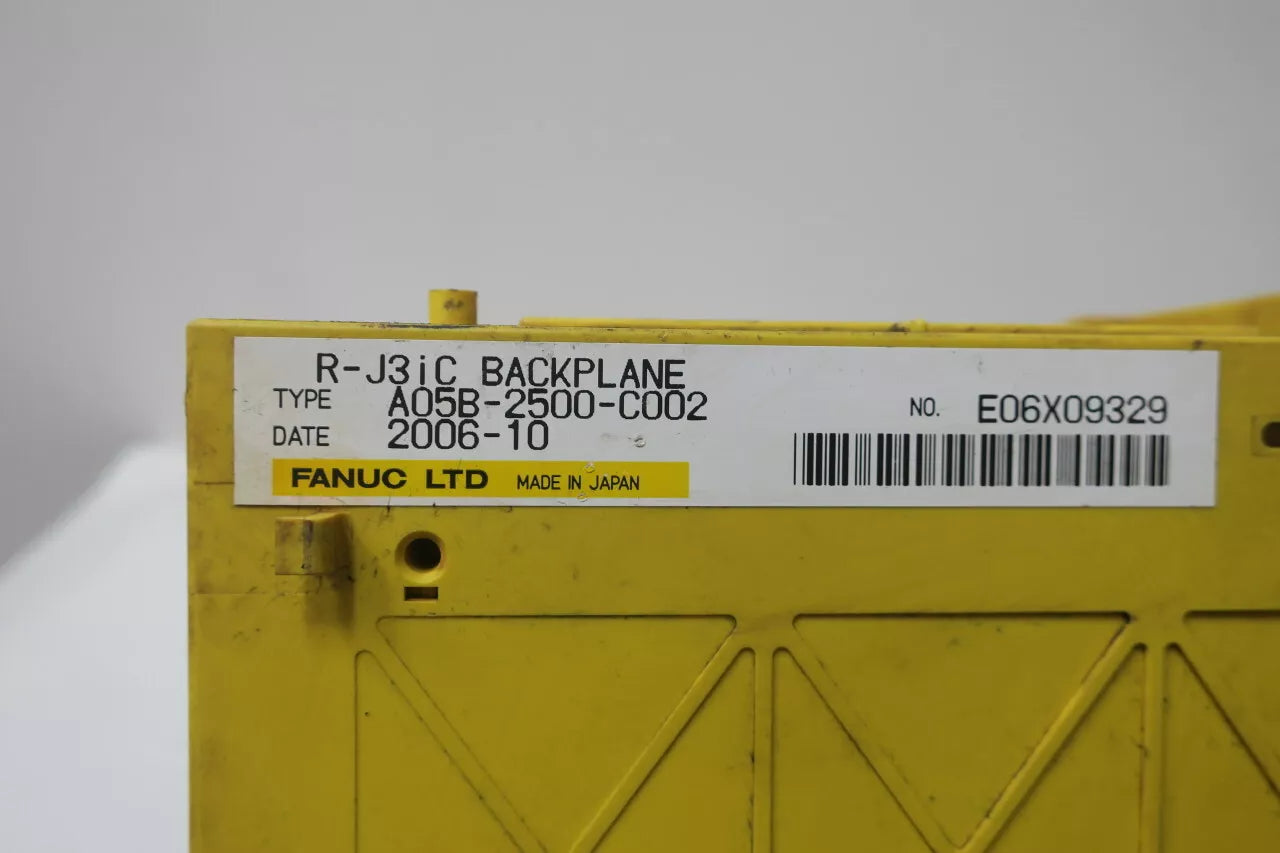 R-J3iC BACKPLANE
TYPE A05B-2500-C002
DATE 2006-10
FANUC LTD MADE IN JAPAN
NO. E06X09329